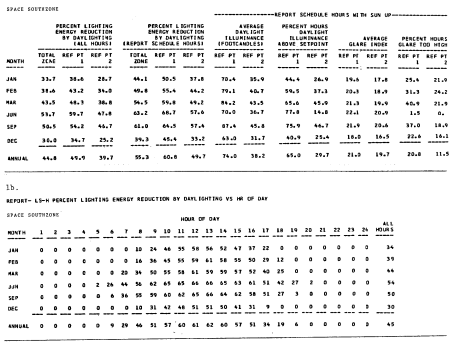 SPACE SOUTHZONE
REPORT SCHEDULE HOURS WITH SUN UP
PERCENT LIGHTING ENERGY REDUCTION BY DAYLIGHTING (ALL HOURS)
PERCENT LIGHTING ENERGY REDUCTION BY DAYLIGHTING (REPORT SCHEDULE HOURS)
AVERAGE DAYLIGHT ILLUMINANCE (FOOTCANDLES)
PERCENT HOURS DAYLIGHT ILLUMINANCE ABOVE SETPOINT
AVERAGE GLARE INDEX
PERCENT HOURS GLARE TOO HIGH
MONTH TOTAL ZONE REF PT 1 REF PT 2 TOTAL ZONE REF PT 1 REF PT 2 REF PT 1 REF PT 2 REF PT 1 REF PT 2 REF PT 1 REF PT 2 REF PT 1 REF PT 2
JAN 33.7 38.6 28.7 44.1 50.5 37.8 70.4 35.9 44.4 26.9 19.6 17.8 25.4 21.9
FEB 38.6 43.2 34.0 49.8 55.4 44.2 79.1 40.7 59.5 37.3 20.3 18.9 31.3 24.2
MAR 43.5 48.3 38.8 54.5 59.8 49.2 84.2 43.5 65.6 45.9 21.3 19.9 40.9 21.9
JUN 53.7 59.7 47.8 63.2 68.7 57.6 70.0 36.7 77.8 14.8 22.1 20.9 1.5 0.
SEP 50.5 54.2 46.7 61.0 64.5 57.4 87.4 45.8 75.9 46.7 21.9 20.6 37.0 18.9
DEC 30.0 34.7 25.2 39.3 45.4 33.2 43.0 31.7 40.9 25.4 18.0 16.5 22.6 16.1
ANNUAL 44.8 49.9 39.7 55.3 60.8 49.7 74.0 38.2 65.0 29.7 21.0 19.7 20.8 11.5
1b.
REPORT- LS-H PERCENT LIGHTING ENERGY REDUCTION BY DAYLIGHTING VS HR OF DAY
SPACE SOUTHZONE
HOUR OF DAY
MONTH 1 2 3 4 5 6 7 8 9 10 11 12 13 14 15 16 17 18 19 20 21 22 23 24 ALL HOURS
JAN 0 0 0 0 0 0 0 10 24 46 55 58 56 52 47 37 22 0 0 0 0 0 0 0 34
FEB 0 0 0 0 0 0 0 16 36 45 55 59 61 58 55 50 29 12 0 0 0 0 0 0 39
MAR 0 0 0 0 0 0 20 34 50 55 58 61 59 59 57 52 40 25 0 0 0 0 0 0 44
JUN 0 0 0 0 2 26 44 56 62 65 65 66 66 65 63 61 51 42 27 2 0 0 0 0 54
SEP 0 0 0 0 0 6 36 55 59 60 62 65 66 64 62 58 51 27 3 0 0 0 0 0 50
DEC 0 0 0 0 0 0 0 10 31 42 48 51 51 50 41 31 9 0 0 0 0 0 0 0 30
ANNUAL 0 0 0 0 0 9 29 46 51 57 60 61 62 60 57 51 34 19 6 0 0 0 0 0 45